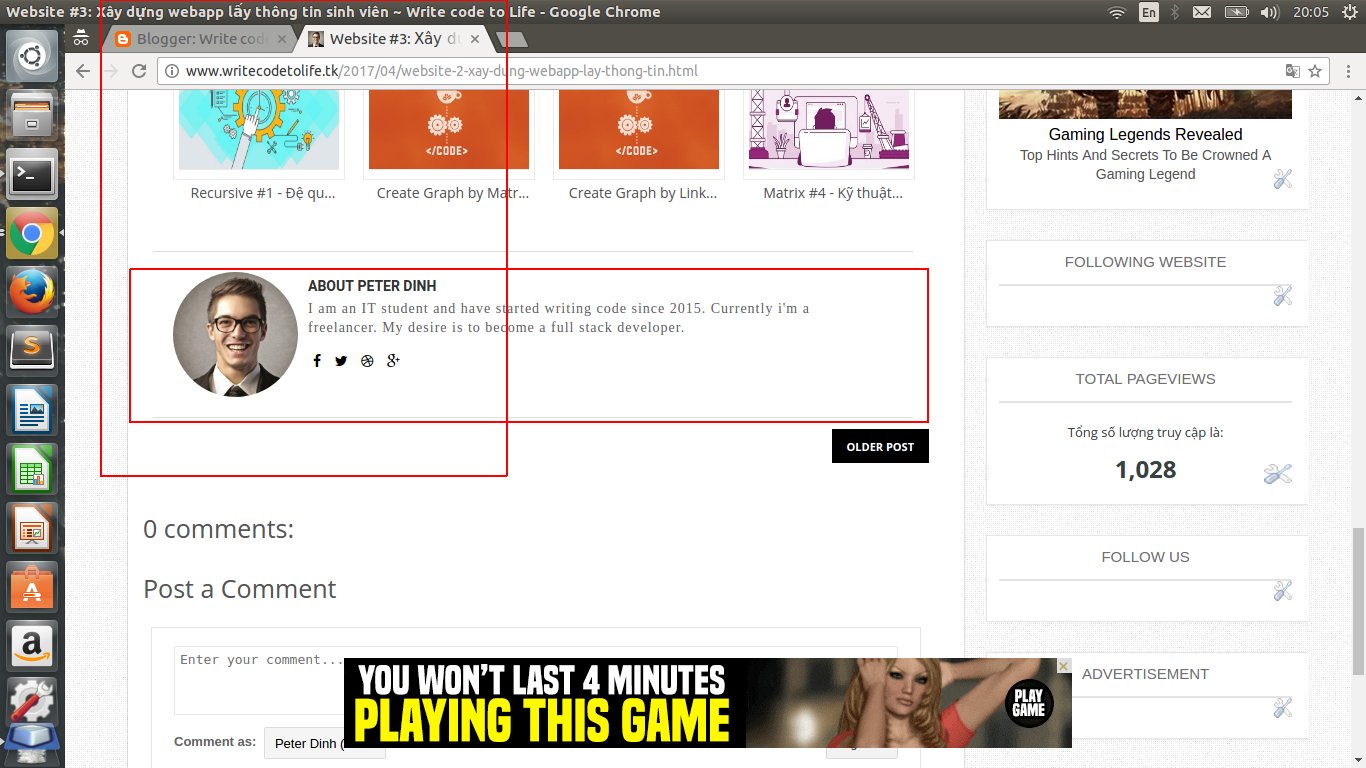 Website #3: Xây dựng webapp lấy thông tin sinh viên ~ Write code to Life - Google Chrome
En
20:05
Blogger: Write cod
Website #3: Xây dụ
www.writecodetolife.tk/2017/04/website-2-xay-dung-webapp-lay-thong-tin.html
</CODE>
</CODE>
Recursive #1 - Đệ qu...
Create Graph by Matr...
Create Graph by Link...
Matrix #4 - Kỹ thuật...
ABOUT PETER DINH
I am an IT student and have started writing code since 2015. Currently i'm a
freelancer. My desire is to become a full stack developer.
OLDER POST
0 comments:
Post a Comment
Enter your comment...
Comment as:
Peter Dinh (
YOU WON'T LAST 4 MINUTES
PLAYING THIS GAME
PLAY
GAME
Gaming Legends Revealed
Top Hints And Secrets To Be Crowned A
Gaming Legend
FOLLOWING WEBSITE
TOTAL PAGEVIEWS
Tổng số lượng truy cập là:
1,028
FOLLOW US
ADVERTISEMENT